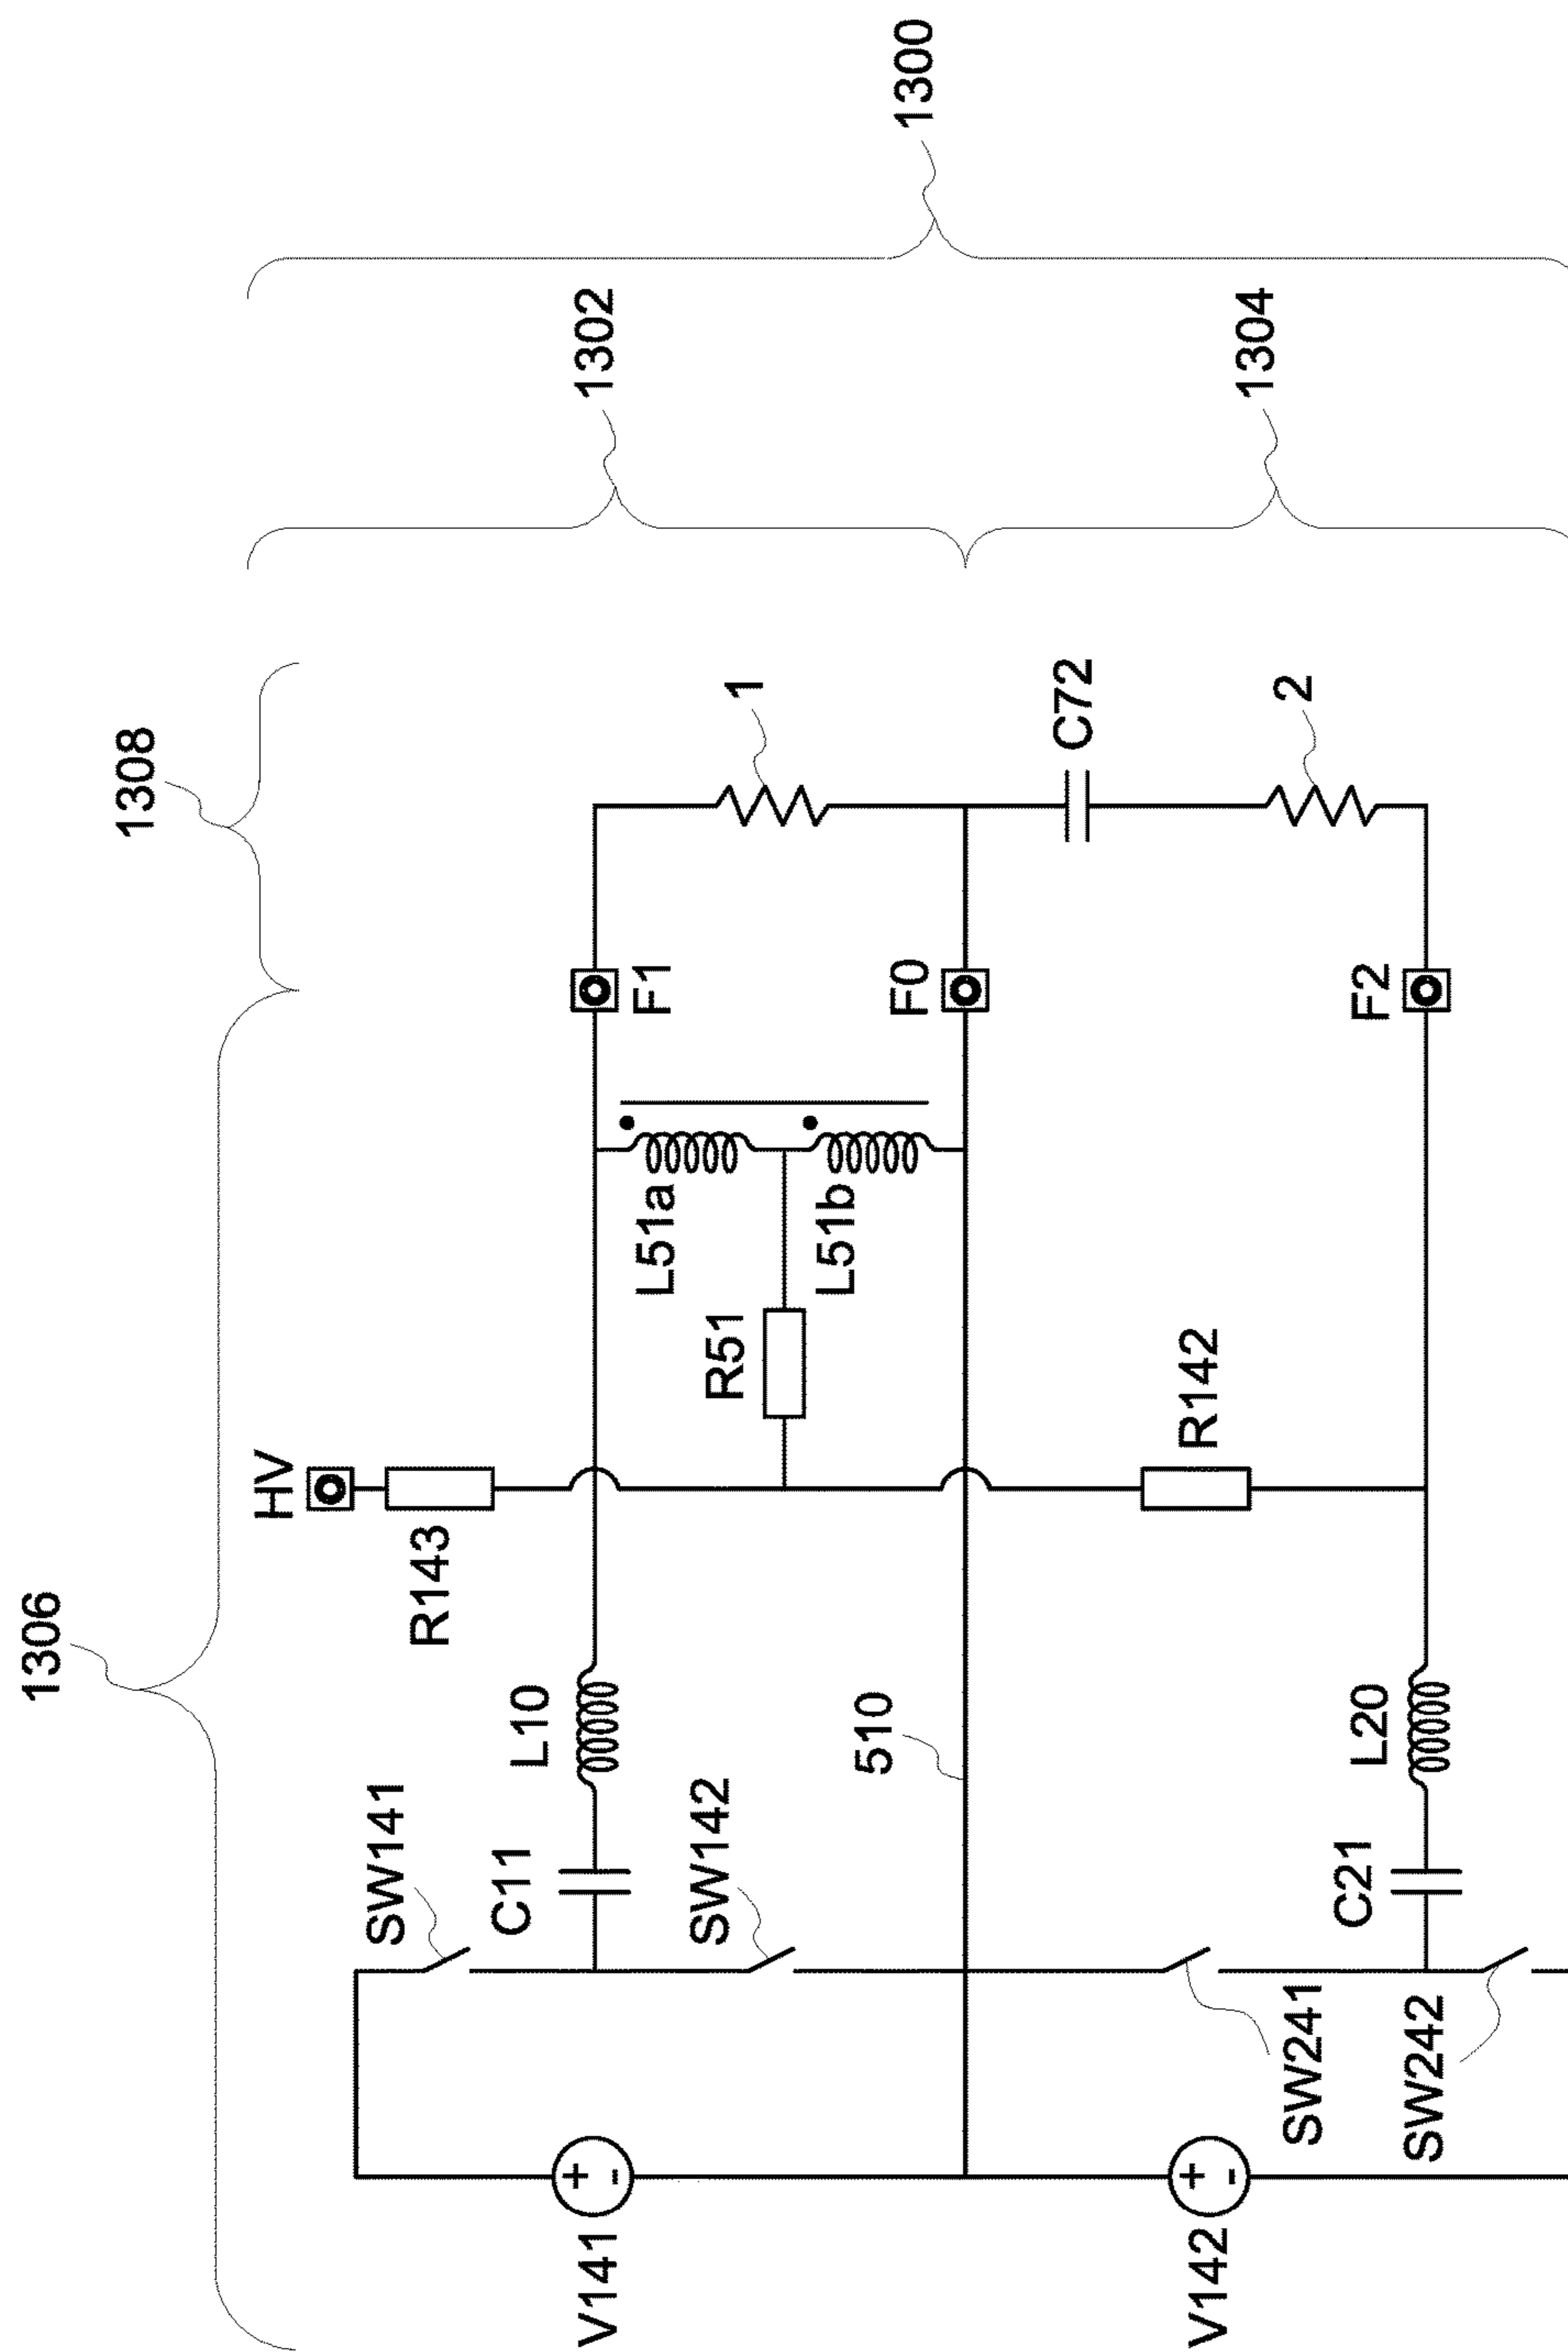 1300
1302
1304
1308
1306
1
C72
2
F1
F0
F2
L51a
L51b
R51
R142
HV
R143
L10
510
L20
SW141
C11
SW142
C21
SW241
SW242
+
-
V141
+
-
V142